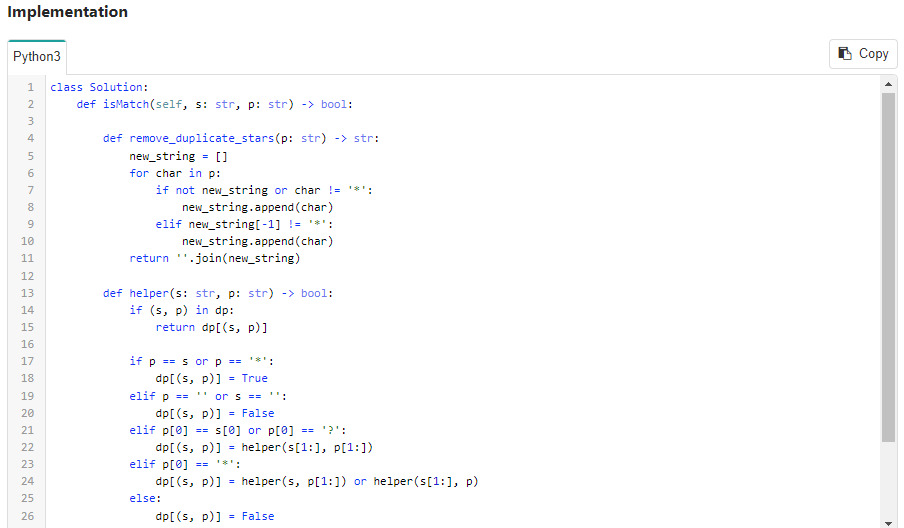 Implementation
Python3
Copy
1 class Solution:
2     def isMatch(self, s: str, p: str) -> bool:
3
4         def remove_duplicate_stars(p: str) -> str:
5             new_string = []
6             for char in p:
7                 if not new_string or char != '*':
8                     new_string.append(char)
9                 elif new_string[-1] != '*':
10                     new_string.append(char)
11             return ''.join(new_string)
12
13         def helper(s: str, p: str) -> bool:
14             if (s, p) in dp:
15                 return dp[(s, p)]
16
17             if p == s or p == '*':
18                 dp[(s, p)] = True
19             elif p == '' or s == '':
20                 dp[(s, p)] = False
21             elif p[0] == s[0] or p[0] == '?':
22                 dp[(s, p)] = helper(s[1:], p[1:])
23             elif p[0] == '*':
24                 dp[(s, p)] = helper(s, p[1:]) or helper(s[1:], p)
25             else:
26                 dp[(s, p)] = False